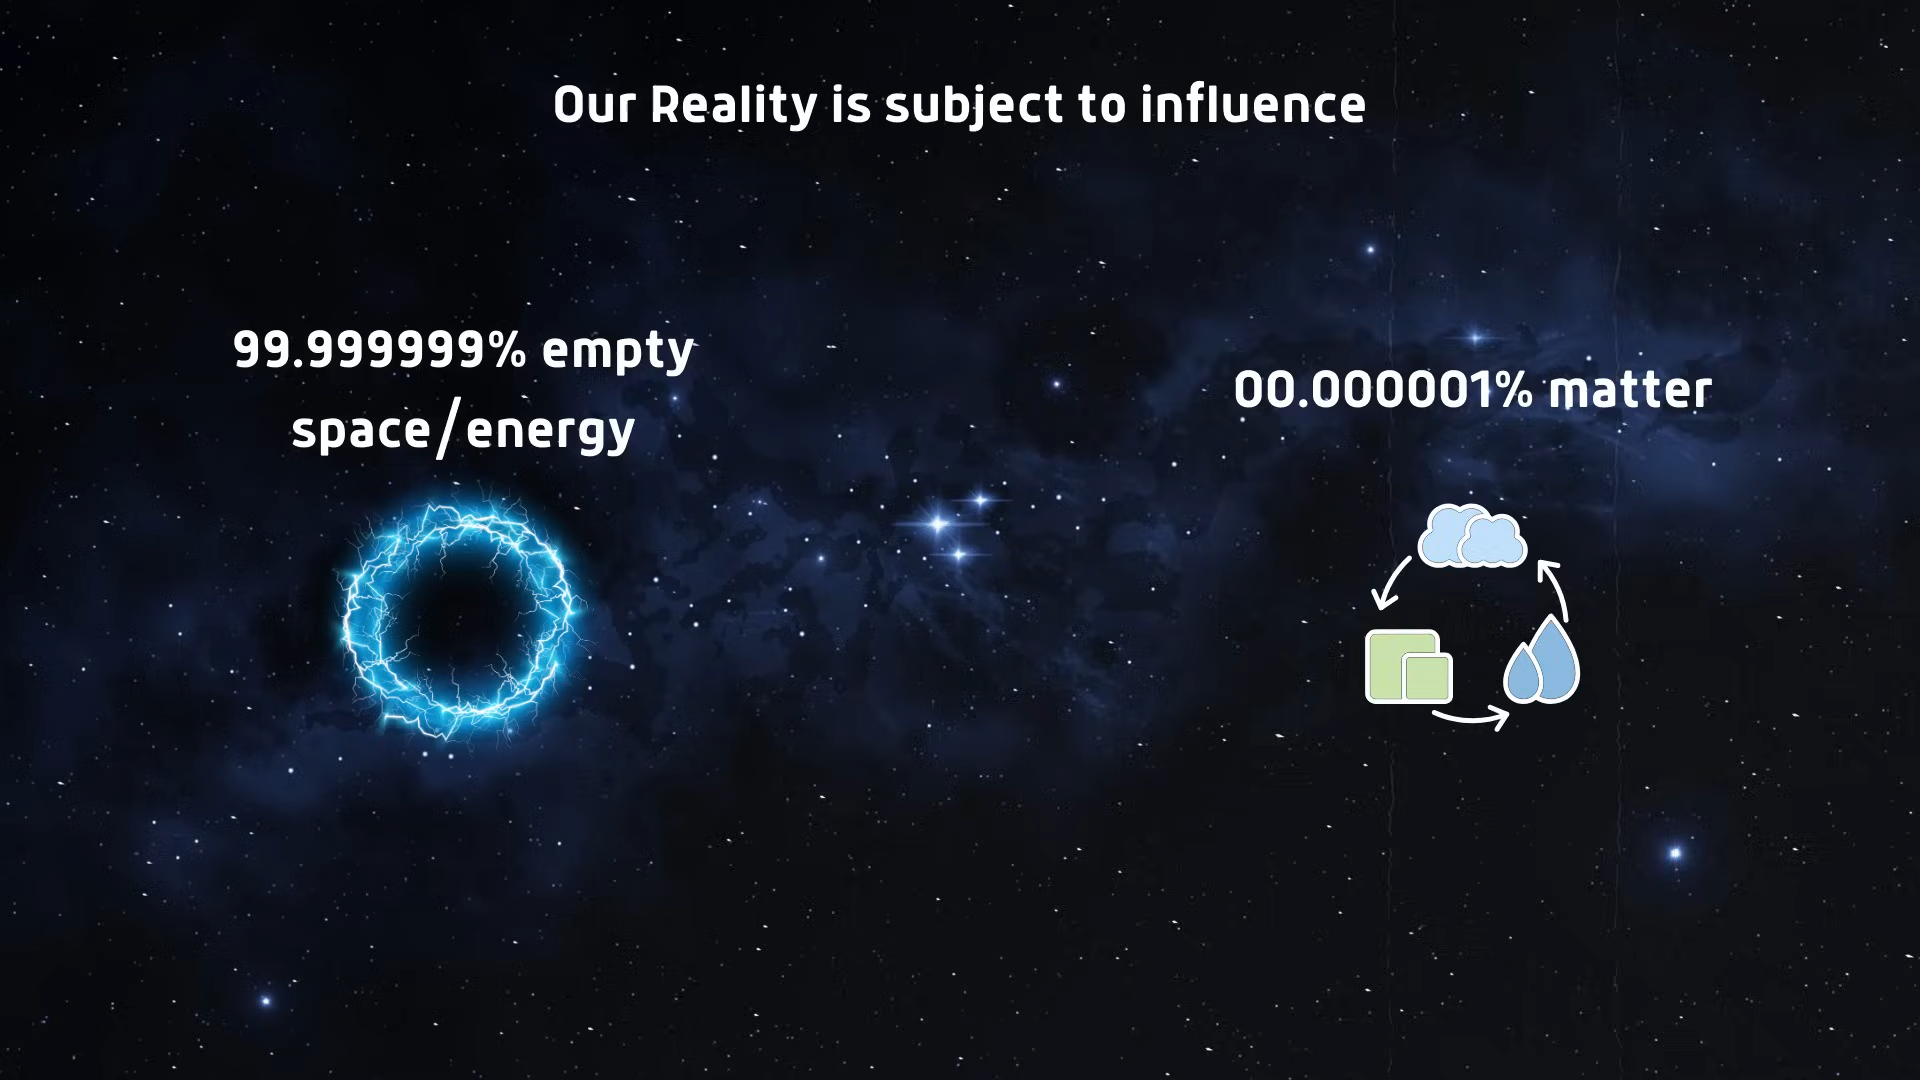 Our Reality is subject to influence
99.999999% empty
space/energy
00.000001% matter